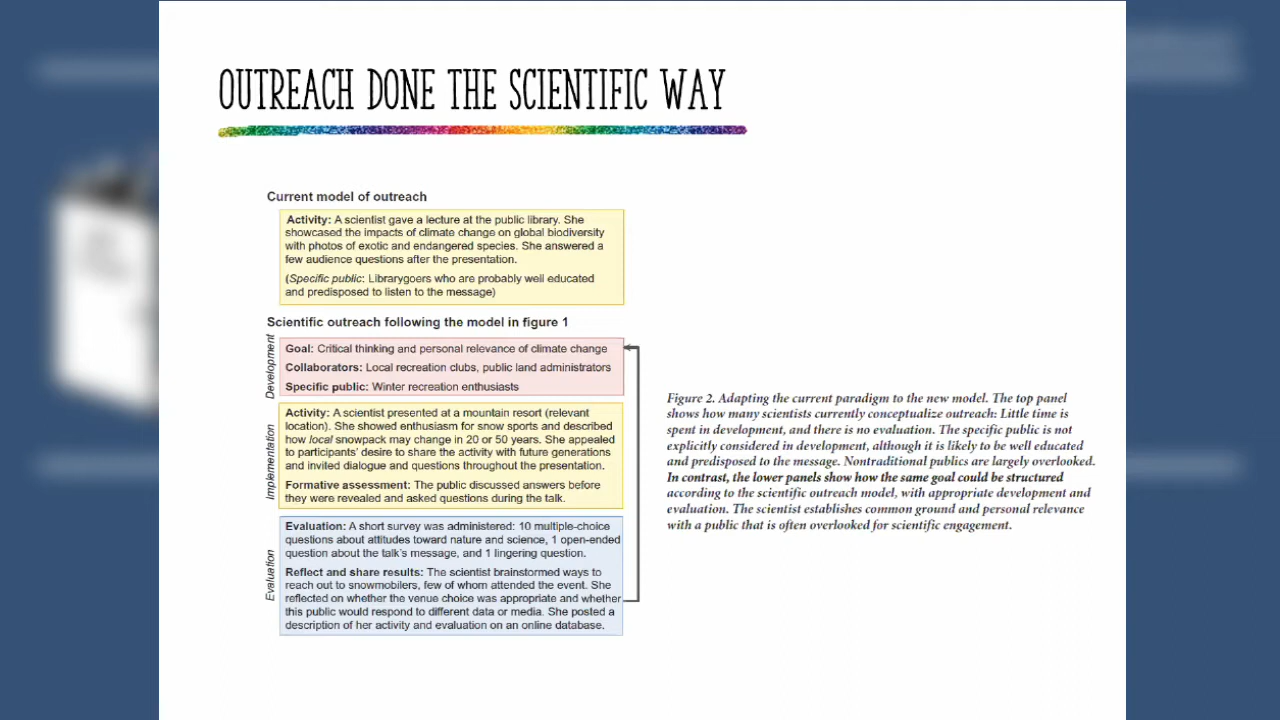 OUTREACH DONE THE SCIENTIFIC WAY
Current model of outreach
Activity: A scientist gave a lecture at the public library. She
showcased the impacts of climate change on global biodiversity
with photos of exotic and endangered species. She answered a
few audience questions after the presentation.
(Specific public: Librarygoers who are probably well educated
and predisposed to listen to the message)
Scientific outreach following the model in figure 1
Development
Goal: Critical thinking and personal relevance of climate change
Collaborators: Local recreation clubs, public land administrators
Specific public: Winter recreation enthusiasts
Implementation
Activity: A scientist presented at a mountain resort (relevant
location). She showed enthusiasm for snow sports and described
how local snowpack may change in 20 or 50 years. She appealed
to participants' desire to share the activity with future generations
and invited dialogue and questions throughout the presentation.
Formative assessment: The public discussed answers before
they were revealed and asked questions during the talk.
Evaluation
Evaluation: A short survey was administered: 10 multiple-choice
questions about attitudes toward nature and science, 1 open-ended
question about the talk's message, and 1 lingering question.
Reflect and share results: The scientist brainstormed ways to
reach out to snowmobilers, few of whom attended the event. She
reflected on whether the venue choice was appropriate and whether
this public would respond to different data or media. She posted a
description of her activity and evaluation on an online database.
Figure 2. Adapting the current paradigm to the new model. The top panel
shows how many scientists currently conceptualize outreach: Little time is
spent in development, and there is no evaluation. The specific public is not
explicitly considered in development, although it is likely to be well educated
and predisposed to the message. Nontraditional publics are largely overlooked.
In contrast, the lower panels show how the same goal could be structured
according to the scientific outreach model, with appropriate development and
evaluation. The scientist establishes common ground and personal relevance
with a public that is often overlooked for scientific engagement.